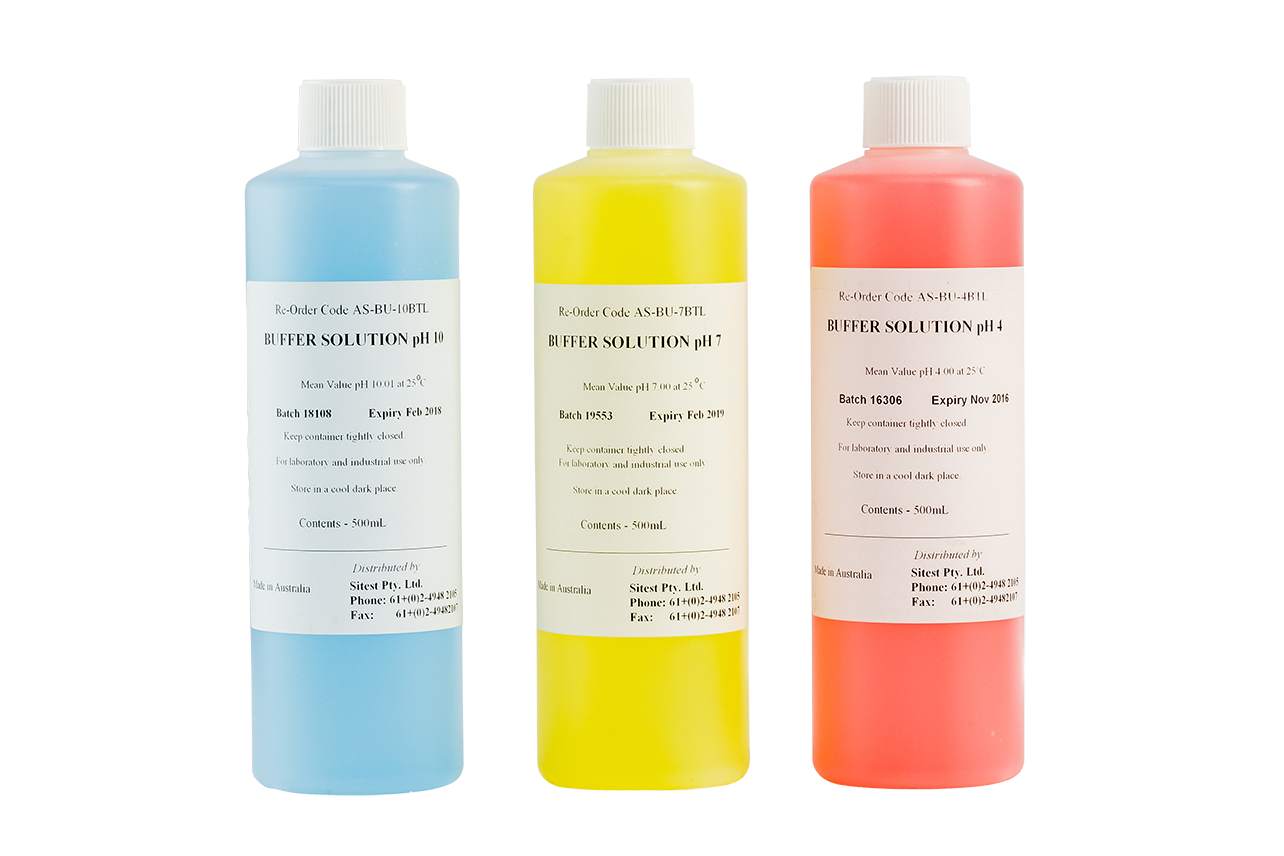 Re-Order Code AS-BU-10BTL
BUFFER SOLUTION pH 10
Mean Value pH 10.01 at 25°C
Batch 18108 Expiry Feb 2018
Keep container tightly closed.
For laboratory and industrial use only.
Store in a cool dark place.
Contents - 500mL
Distributed by
Made in Australia
Sitest Pty. Ltd.
Phone: 61+(0)2-4948 2105
Fax: 61+(0)2-49482107
Re-Order Code AS-BU-7BTL
BUFFER SOLUTION pH 7
Mean Value pH 7.00 at 25°C
Batch 19553 Expiry Feb 2019
Keep container tightly closed.
For laboratory and industrial use only.
Store in a cool dark place.
Contents - 500mL
Distributed by
Made in Australia
Sitest Pty. Ltd.
Phone: 61+(0)2-4948 2105
Fax: 61+(0)2-4948 2107
Re-Order Code AS-BU-4BTL
BUFFER SOLUTION pH 4
Mean Value pH 4.00 at 25°C
Batch 16306 Expiry Nov 2016
Keep container tightly closed.
For laboratory and industrial use only.
Store in a cool dark place.
Contents - 500mL
Distributed by
Made in Australia
Sitest Pty. Ltd.
Phone: 61+(0)2-4948 2105
Fax: 61+(0)2-49482107